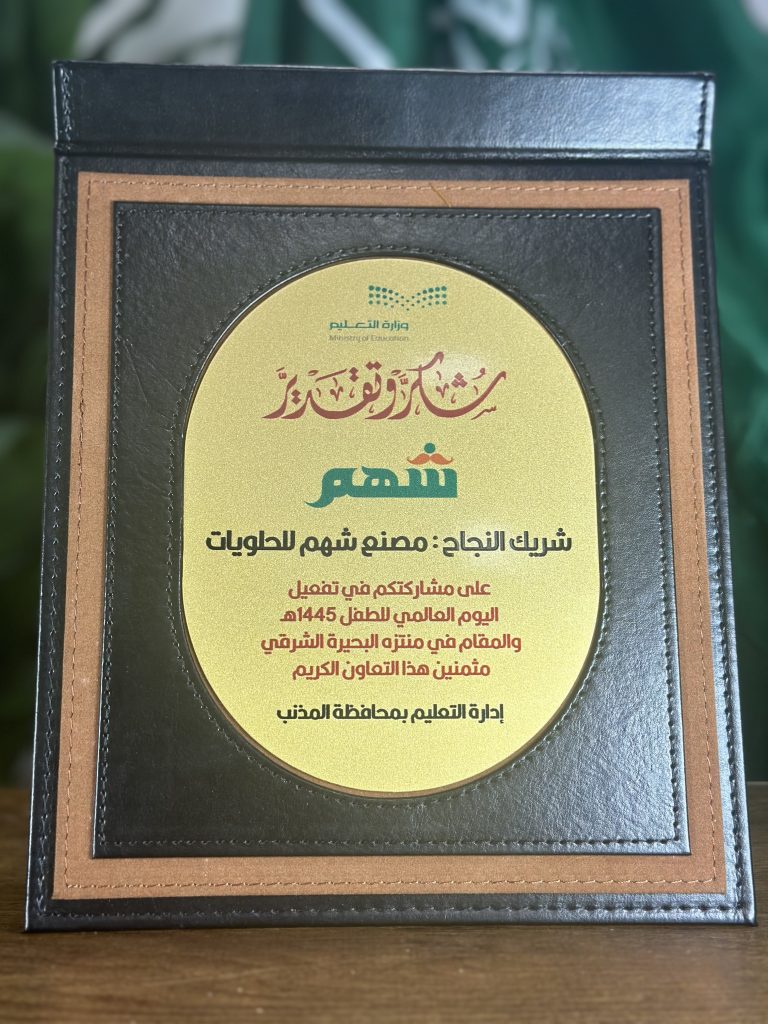 وزارة التعليم
Ministry of Education
شكر وتقدير
شهم
شريك النجاح : مصنع شهم للحلويات
على مشاركتكم في تفعيل
اليوم العالمي للطفل 1445هـ
والمقام في منتزه البحيرة الشرقي
مثمنين هذا التعاون الكريم
إدارة التعليم بمحافظة المذنب